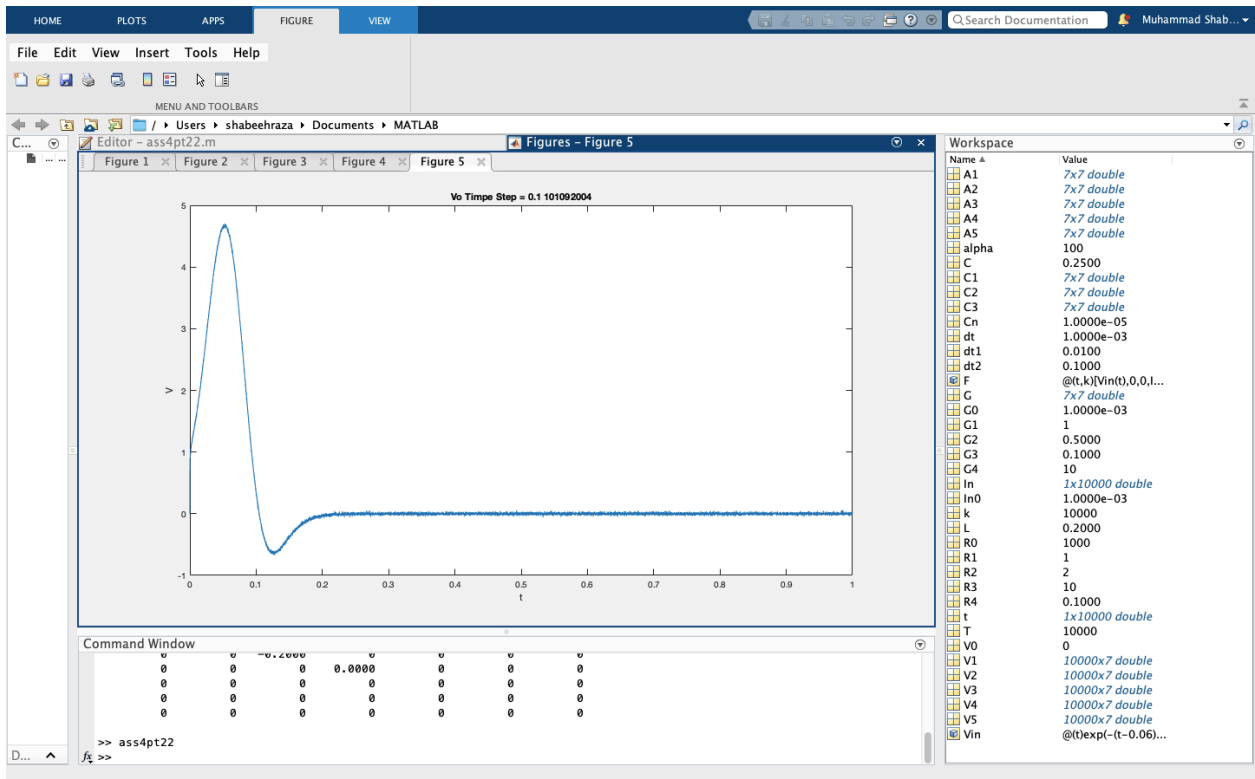 HOME PLOTS APPS FIGURE VIEW
Search Documentation Muhammad Shab...
File Edit View Insert Tools Help
MENU AND TOOLBARS
/ Users shabeehraza Documents MATLAB
C...
Editor – ass4pt22.m
Figures – Figure 5
Workspace
Figure 1 Figure 2 Figure 3 Figure 4 Figure 5
Vo Timpe Step = 0.1 101092004
5
4
3
2
1
0
-1
V
0 0.1 0.2 0.3 0.4 0.5 0.6 0.7 0.8 0.9 1
t
Command Window
0 0 -0.2000 0 0 0 0
0 0 0 0.0000 0 0 0
0 0 0 0 0 0 0
0 0 0 0 0 0 0
0 0 0 0 0 0 0
>> ass4pt22
fx >>
D...
Name Value
A1 7x7 double
A2 7x7 double
A3 7x7 double
A4 7x7 double
A5 7x7 double
alpha 100
C 0.2500
C1 7x7 double
C2 7x7 double
C3 7x7 double
Cn 1.0000e-05
dt 1.0000e-03
dt1 0.0100
dt2 0.1000
F @(t,k)[Vin(t),0,0,I...
G 7x7 double
G0 1.0000e-03
G1 1
G2 0.5000
G3 0.1000
G4 10
In 1x10000 double
In0 1.0000e-03
k 10000
L 0.2000
R0 1000
R1 1
R2 2
R3 10
R4 0.1000
t 1x10000 double
T 10000
V0 0
V1 10000x7 double
V2 10000x7 double
V3 10000x7 double
V4 10000x7 double
V5 10000x7 double
Vin @(t)exp(-(t-0.06)...